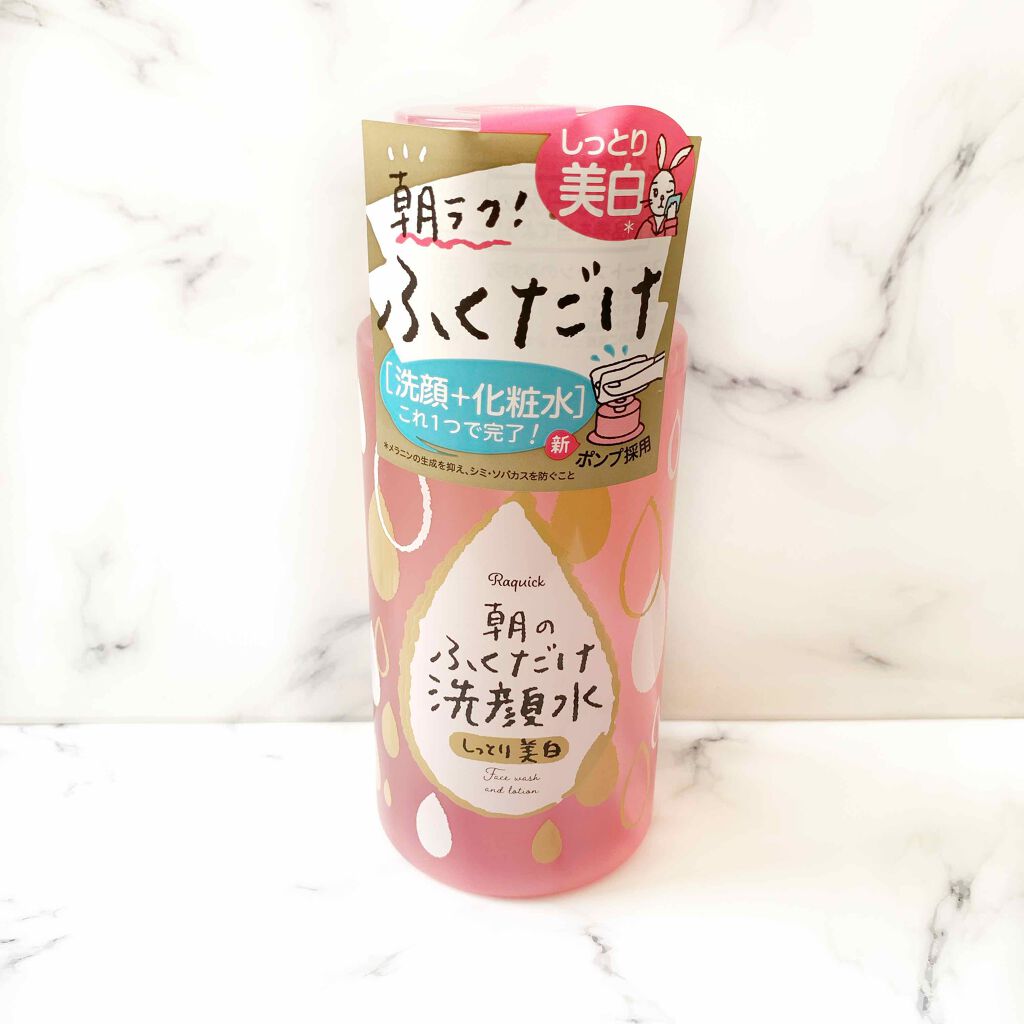 しっとり
美白
*
朝ラク!
ふくだけ
[洗顔+化粧水]
これ1つで完了!
新
ポンプ採用
*メラニンの生成を抑え、シミ・ソバカスを防ぐこと
Raquick
朝の
ふくだけ
洗顔水
しっとり美白
Face wash
and lotion